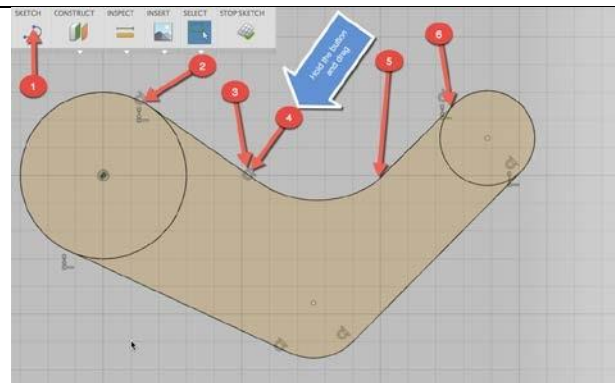 SKETCH CONSTRUCT INSPECT INSERT SELECT STOP SKETCH
1
2
3
4
5
6
Hold the button
and drag